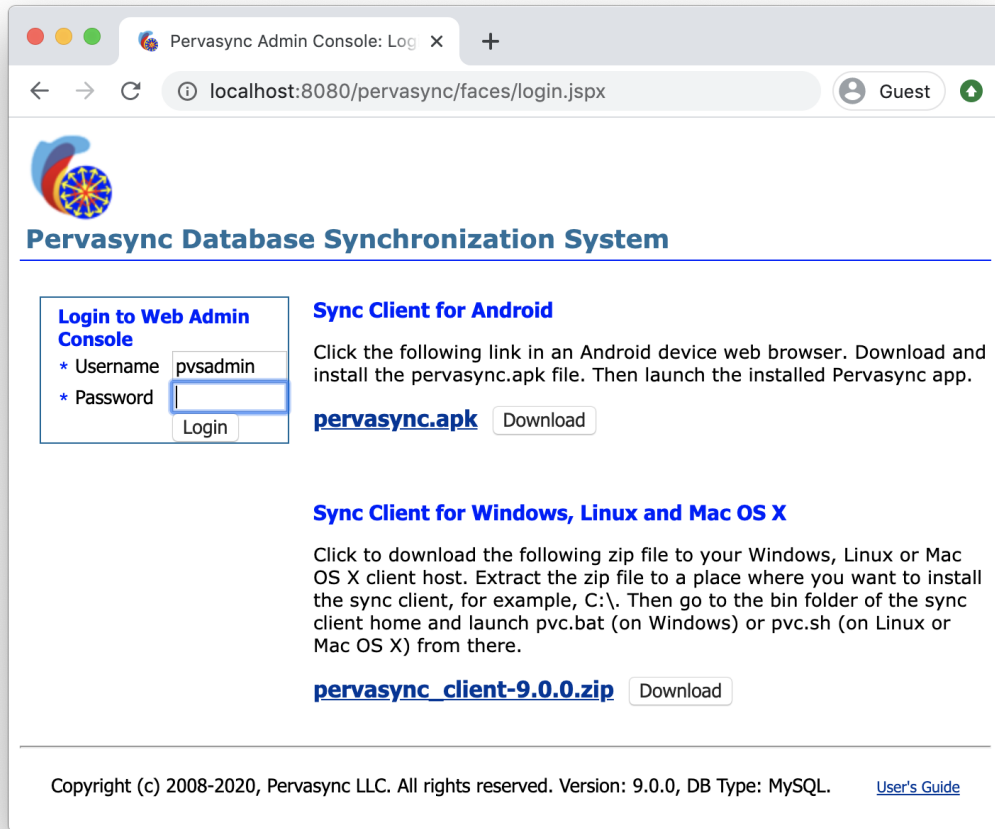 Pervasync Admin Console: Log
localhost:8080/pervasync/faces/login.jspx
Guest
Pervasync Database Synchronization System
Login to Web Admin
Console
* Username pvsadmin
* Password
Login
Sync Client for Android
Click the following link in an Android device web browser. Download and
install the pervasync.apk file. Then launch the installed Pervasync app.
pervasync.apk Download
Sync Client for Windows, Linux and Mac OS X
Click to download the following zip file to your Windows, Linux or Mac
OS X client host. Extract the zip file to a place where you want to install
the sync client, for example, C:\. Then go to the bin folder of the sync
client home and launch pvc.bat (on Windows) or pvc.sh (on Linux or
Mac OS X) from there.
pervasync_client-9.0.0.zip Download
Copyright (c) 2008-2020, Pervasync LLC. All rights reserved. Version: 9.0.0, DB Type: MySQL. User's Guide